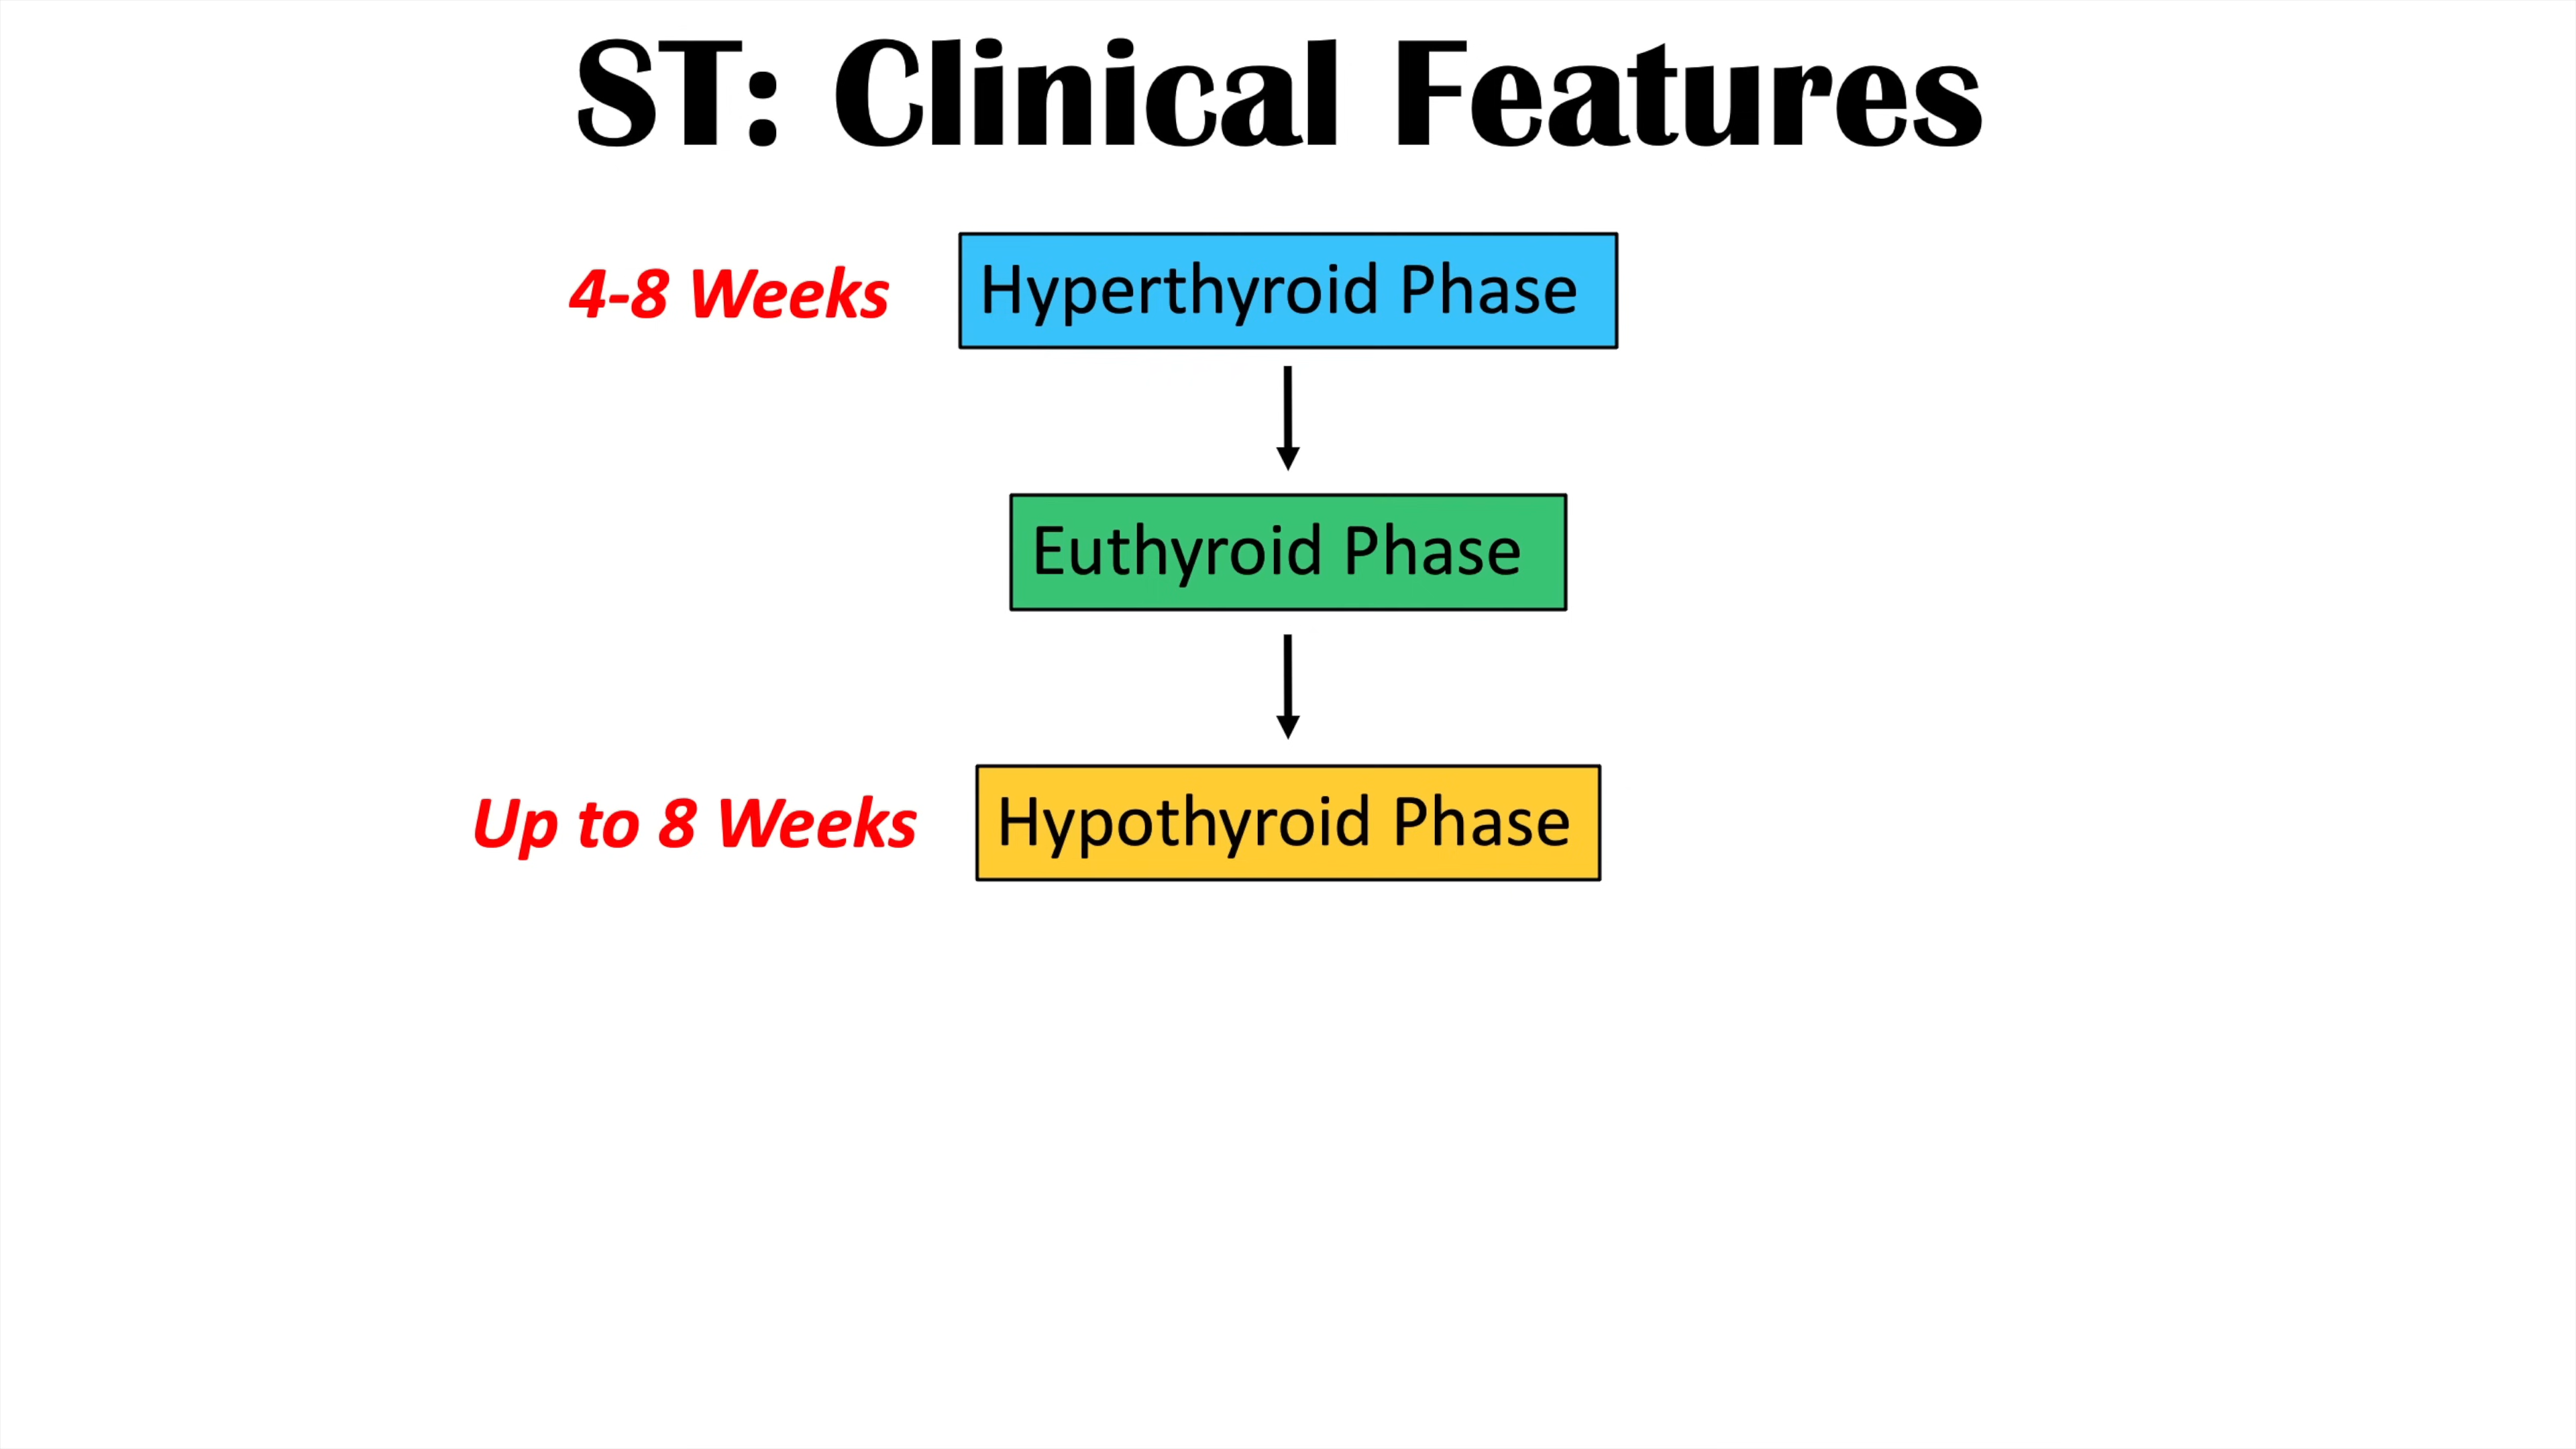 ST: Clinical Features
4-8 Weeks
Hyperthyroid Phase
Euthyroid Phase
Up to 8 Weeks
Hypothyroid Phase